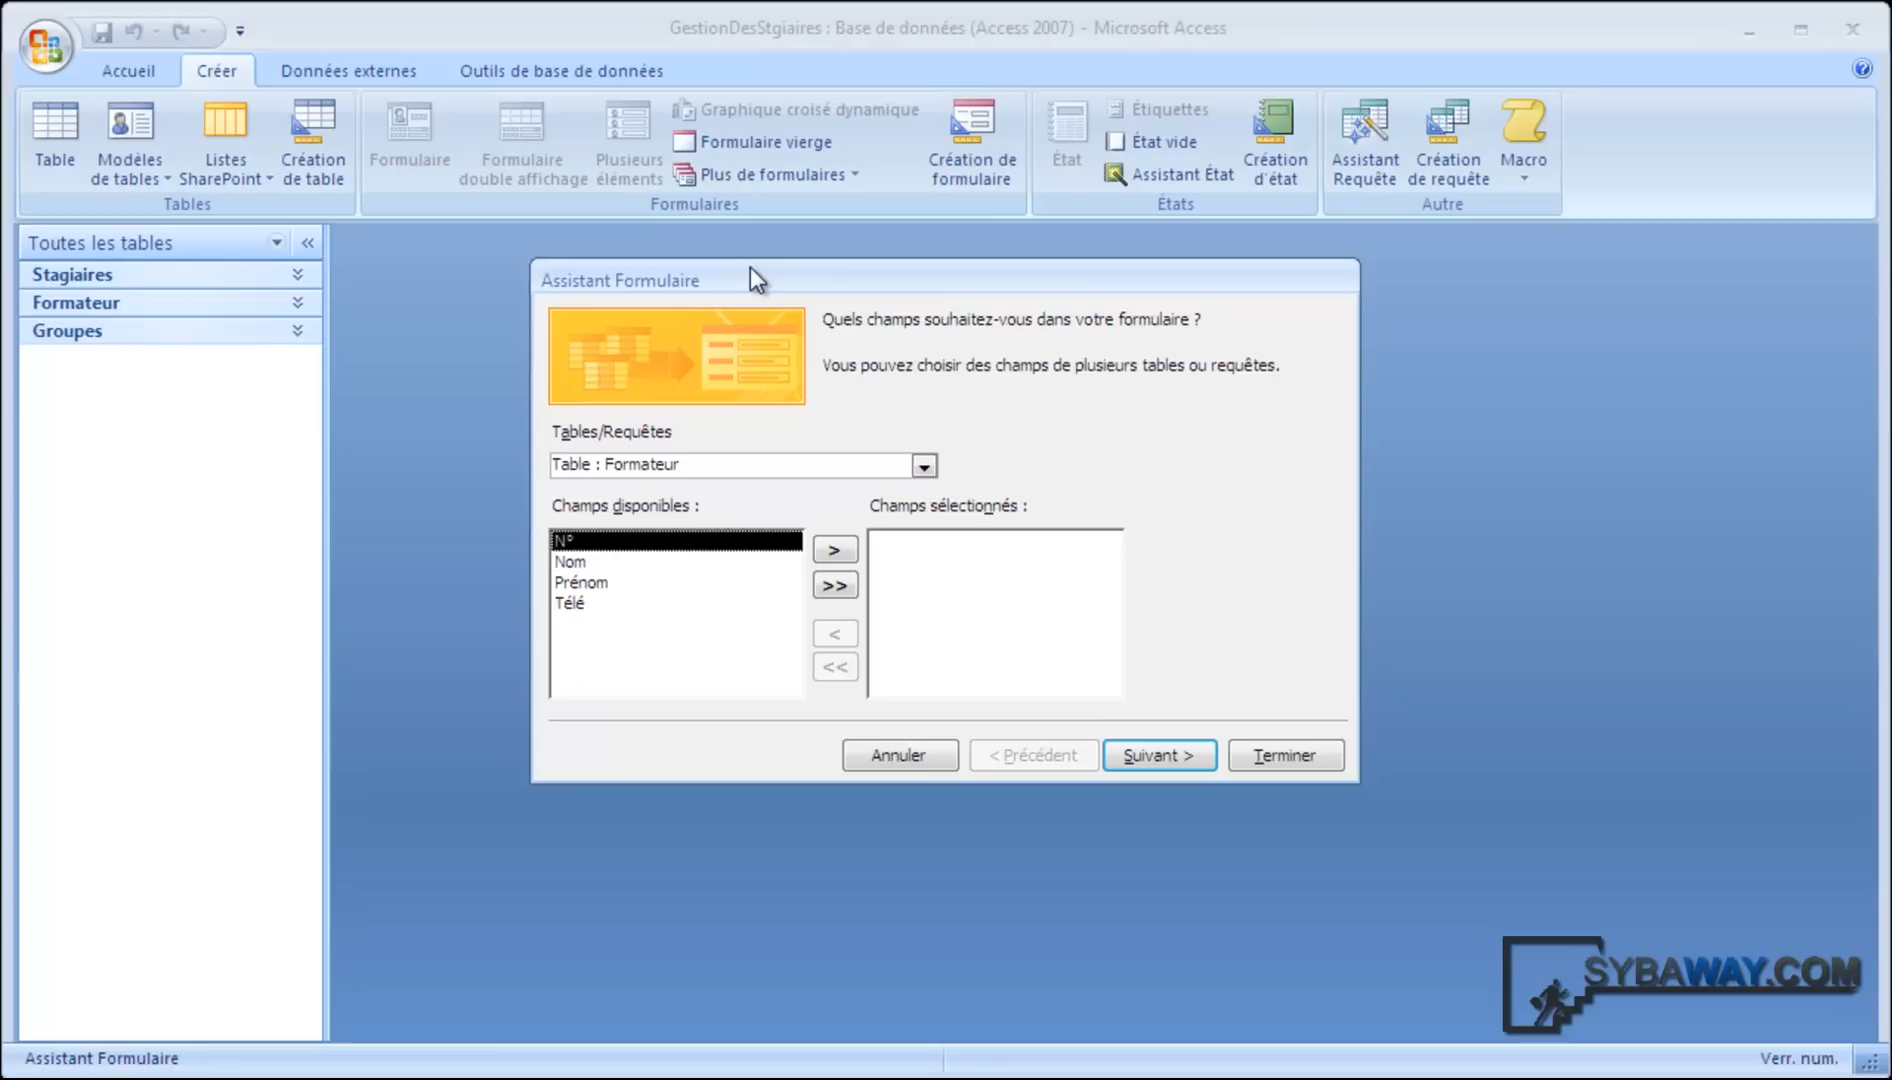 GestionDesStgiaires : Base de données (Access 2007) - Microsoft Access
Accueil
Créer
Données externes
Outils de base de données
Table
Modèles
de tables
Listes
SharePoint
Création
de table
Tables
Formulaire
Formulaire
double affichage
Plusieurs
éléments
Graphique croisé dynamique
Formulaire vierge
Plus de formulaires
Création de
formulaire
Formulaires
État
Étiquettes
État vide
Assistant État
Création
d'état
États
Assistant
Requête
Création
de requête
Macro
Autre
Toutes les tables
Stagiaires
Formateur
Groupes
Assistant Formulaire
Quels champs souhaitez-vous dans votre formulaire ?
Vous pouvez choisir des champs de plusieurs tables ou requêtes.
Tables/Requêtes
Table : Formateur
Champs disponibles :
Champs sélectionnés :
N°
Nom
Prénom
Télé
>
>>
<
<<
Annuler
< Précédent
Suivant >
Terminer
SYBAWAY.COM
Assistant Formulaire
Verr. num.